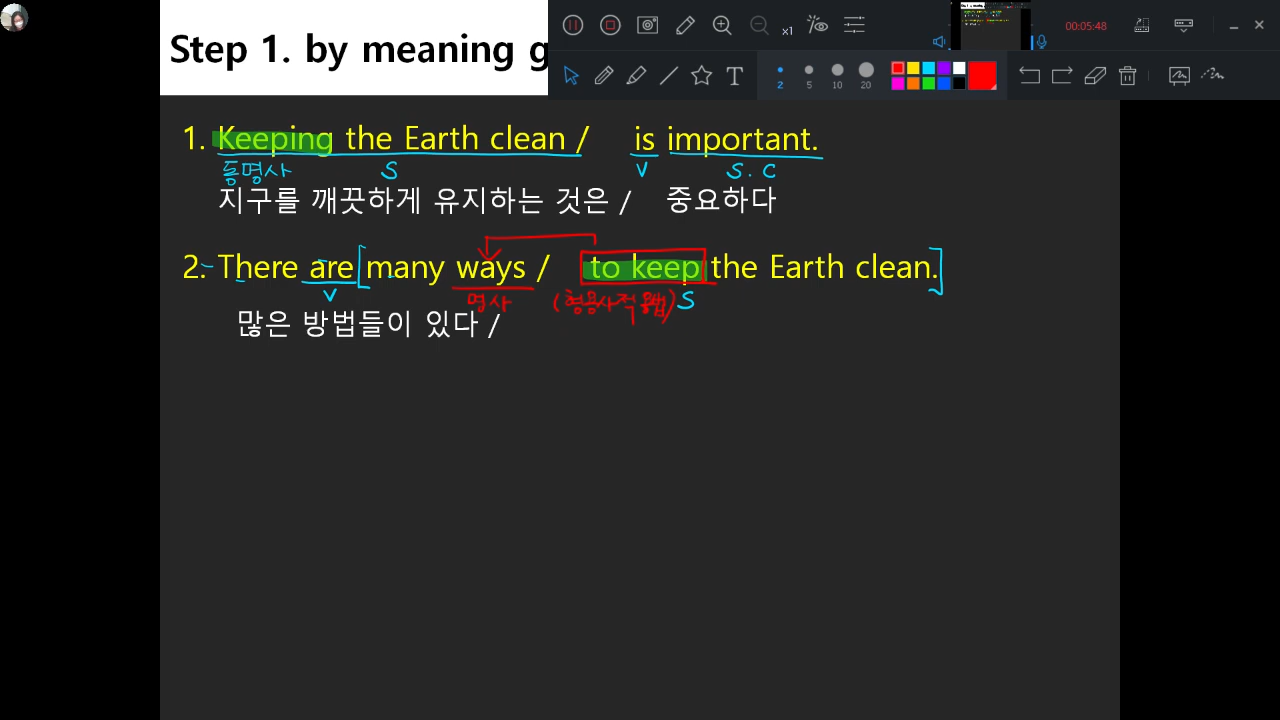 Step 1. by meaning g
x1
00:05:48
T
2 5 10 20
1. Keeping the Earth clean / is important.
동명사 S V S.C
지구를 깨끗하게 유지하는 것은 / 중요하다
2. There are [many ways / to keep the Earth clean.]
V 명사 (형용사적 용법) S
많은 방법들이 있다 /